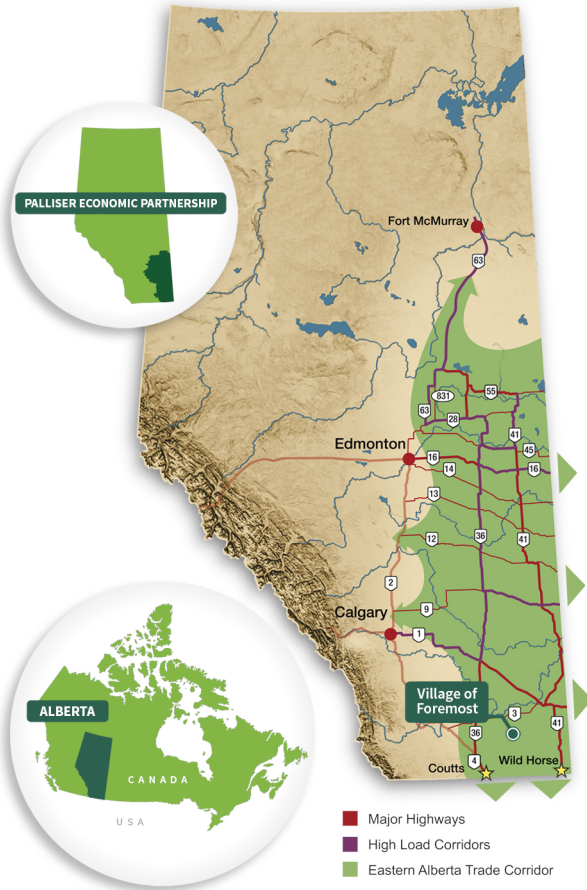 PALLISER ECONOMIC PARTNERSHIP
Fort McMurray
63
55
831
63
28
41
45
Edmonton
16
16
14
13
36
12
41
2
Calgary
9
1
Village of
Foremost
3
41
36
4
Coutts
Wild Horse
ALBERTA
CANADA
USA
Major Highways
High Load Corridors
Eastern Alberta Trade Corridor